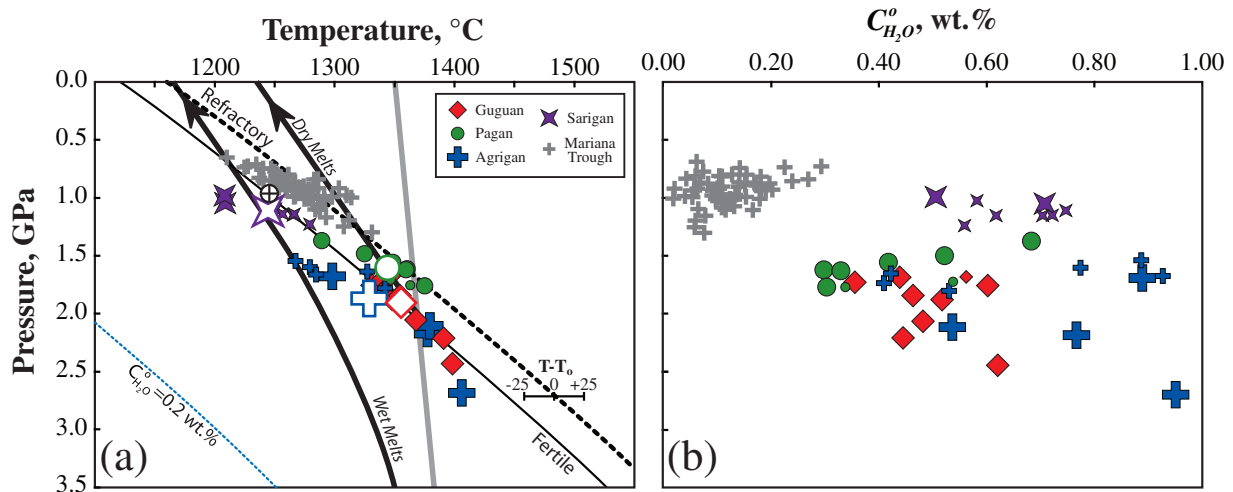 Temperature, °C
1200 1300 1400 1500
Pressure, GPa
0.0
0.5
1.0
1.5
2.0
2.5
3.0
3.5
Refractory
Dry Melts
Wet Melts
Fertile
C°H₂O=0.2 wt.%
T-Tₒ
-25 0 +25
Guguan
Pagan
Agrigan
Sarigan
Mariana
Trough
(a)
C°H₂O, wt.%
0.00 0.20 0.40 0.60 0.80 1.00
(b)